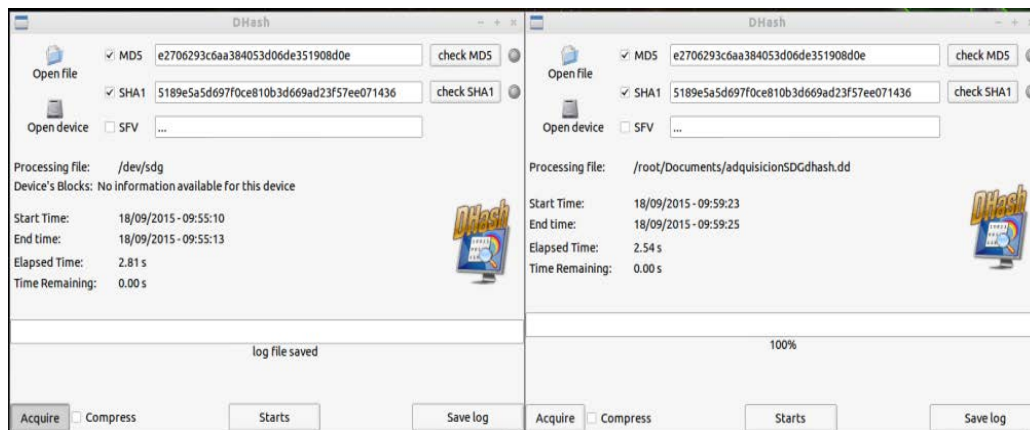 DHash
Open file
MD5 e2706293c6aa384053d06de351908d0e check MD5
SHA1 5189e5a5d697f0ce810b3d669ad23f57ee071436 check SHA1
Open device
SFV ...
Processing file: /dev/sdg
Device's Blocks: No information available for this device
Start Time: 18/09/2015 - 09:55:10
End time: 18/09/2015 - 09:55:13
Elapsed Time: 2.81 s
Time Remaining: 0.00 s
DHash
log file saved
Acquire Compress Starts Save log
DHash
Open file
MD5 e2706293c6aa384053d06de351908d0e check MD5
SHA1 5189e5a5d697f0ce810b3d669ad23f57ee071436 check SHA1
Open device
SFV ...
Processing file: /root/Documents/adquisicionSDGdhash.dd
Start Time: 18/09/2015 - 09:59:23
End time: 18/09/2015 - 09:59:25
Elapsed Time: 2.54 s
Time Remaining: 0.00 s
DHash
100%
Acquire Compress Starts Save log